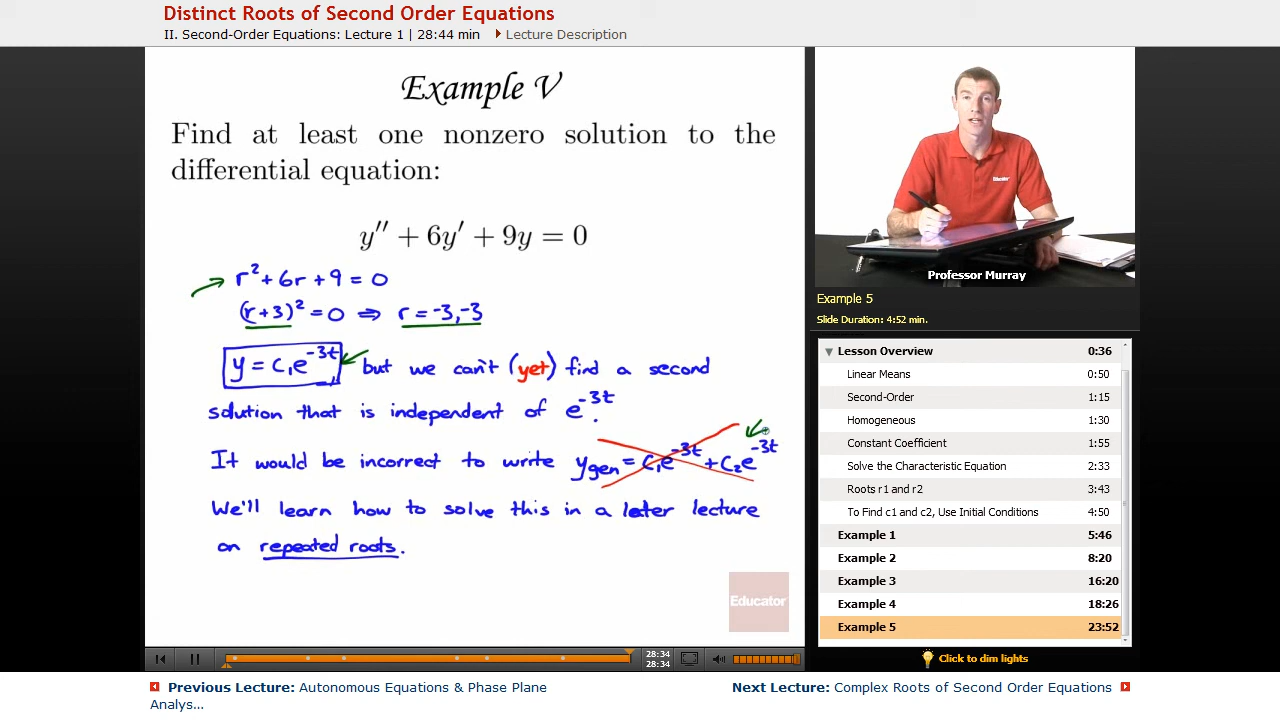 Distinct Roots of Second Order Equations
II. Second-Order Equations: Lecture 1 | 28:44 min Lecture Description
Example V
Find at least one nonzero solution to the
differential equation:
y'' + 6y' + 9y = 0
r² + 6r + 9 = 0
(r + 3)² = 0 ⇒ r = -3, -3
y = c₁e^-3t but we can't (yet) find a second
solution that is independent of e^-3t.
It would be incorrect to write y_gen = c₁e^-3t + c₂e^-3t
We'll learn how to solve this in a later lecture
on repeated roots.
Educator
Educator
Professor Murray
Example 5
Slide Duration: 4:52 min.
Lesson Overview 0:36
Linear Means 0:50
Second-Order 1:15
Homogeneous 1:30
Constant Coefficient 1:55
Solve the Characteristic Equation 2:33
Roots r1 and r2 3:43
To Find c1 and c2, Use Initial Conditions 4:50
Example 1 5:46
Example 2 8:20
Example 3 16:20
Example 4 18:26
Example 5 23:52
28:34
28:34
Click to dim lights
Previous Lecture: Autonomous Equations & Phase Plane
Analys...
Next Lecture: Complex Roots of Second Order Equations